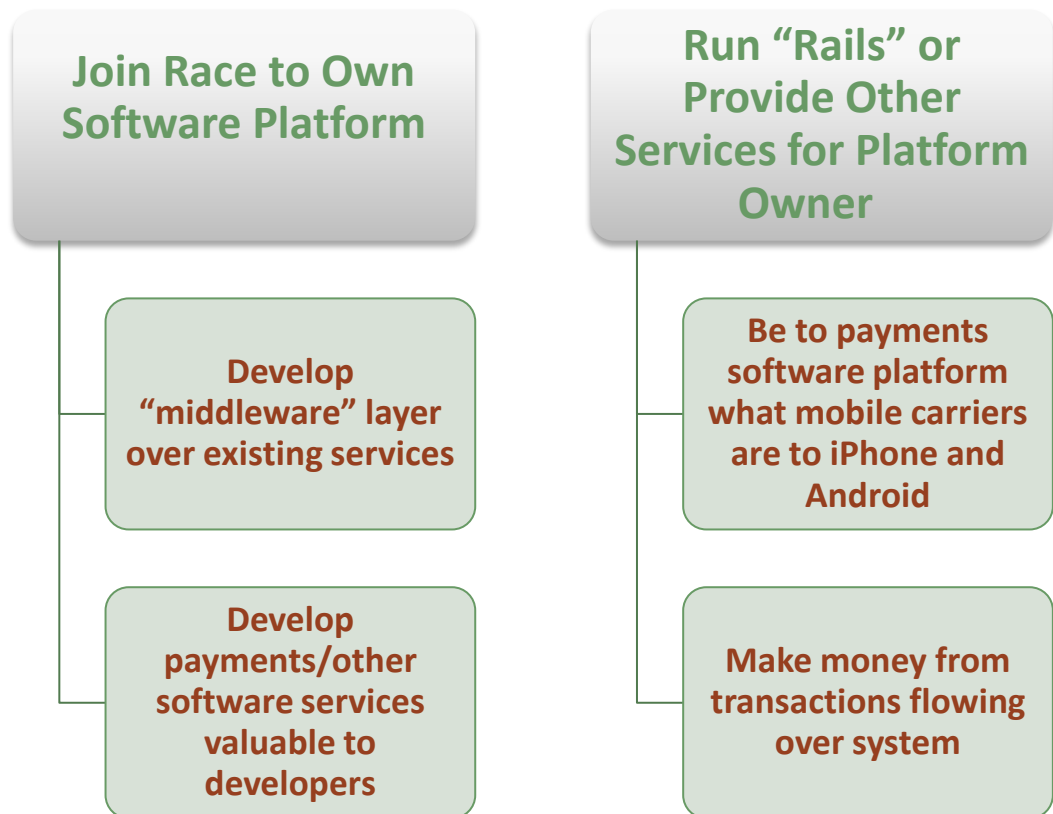 Join Race to Own
Software Platform
Develop
“middleware” layer
over existing services
Develop
payments/other
software services
valuable to
developers
Run “Rails” or
Provide Other
Services for Platform
Owner
Be to payments
software platform
what mobile carriers
are to iPhone and
Android
Make money from
transactions flowing
over system